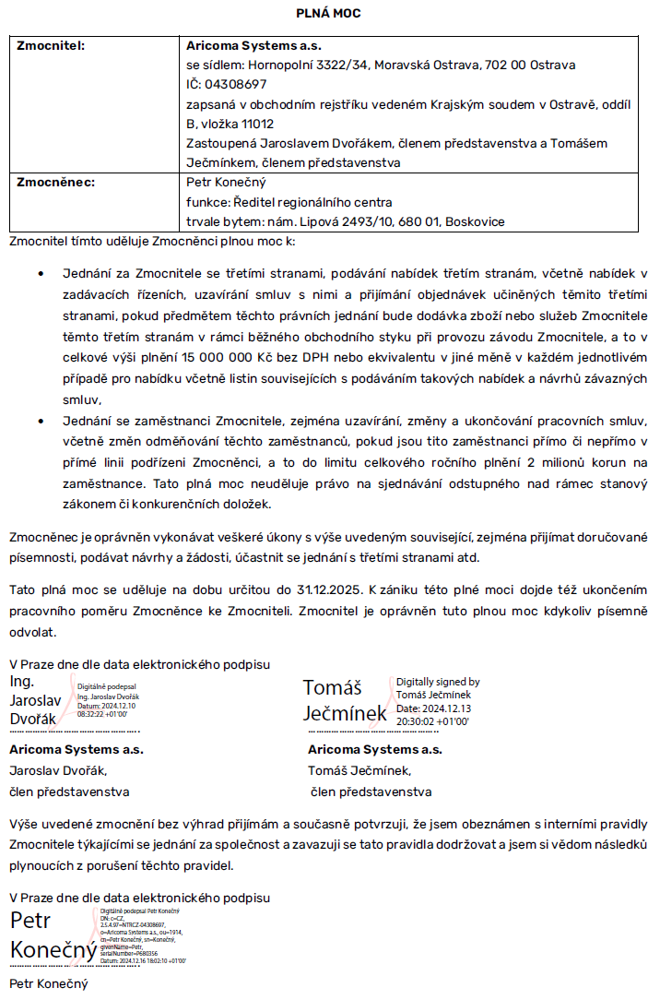 PLNÁ MOC
Zmocnitel:
Aricoma Systems a.s.
se sídlem: Hornopolní 3322/34, Moravská Ostrava, 702 00 Ostrava
IČ: 04308697
zapsaná v obchodním rejstříku vedeném Krajským soudem v Ostravě, oddíl
B, vložka 11012
Zastoupená Jaroslavem Dvořákem, členem představenstva a Tomášem
Ječmínkem, členem představenstva
Zmocněnec:
Petr Konečný
funkce: Ředitel regionálního centra
trvale bytem: nám. Lipová 2493/10, 680 01, Boskovice
Zmocnitel tímto uděluje Zmocněnci plnou moc k:
• Jednání za Zmocnitele se třetími stranami, podávání nabídek třetím stranám, včetně nabídek v
zadávacích řízeních, uzavírání smluv s nimi a přijímání objednávek učiněných těmito třetími
stranami, pokud předmětem těchto právních jednání bude dodávka zboží nebo služeb Zmocnitele
těmto třetím stranám v rámci běžného obchodního styku při provozu závodu Zmocnitele, a to v
celkové výši plnění 15 000 000 Kč bez DPH nebo ekvivalentu v jiné měně v každém jednotlivém
případě pro nabídku včetně listin souvisejících s podáváním takových nabídek a návrhů závazných
smluv,
• Jednání se zaměstnanci Zmocnitele, zejména uzavírání, změny a ukončování pracovních smluv,
včetně změn odměňování těchto zaměstnanců, pokud jsou tito zaměstnanci přímo či nepřímo v
přímé linii podřízeni Zmocněnci, a to do limitu celkového ročního plnění 2 milionů korun na
zaměstnance. Tato plná moc neuděluje právo na sjednávání odstupného nad rámec stanový
zákonem či konkurenčních doložek.
Zmocněnec je oprávněn vykonávat veškeré úkony s výše uvedeným související, zejména přijímat doručované
písemnosti, podávat návrhy a žádosti, účastnit se jednání s třetími stranami atd.
Tato plná moc se uděluje na dobu určitou do 31.12.2025. K zániku této plné moci dojde též ukončením
pracovního poměru Zmocněnce ke Zmocniteli. Zmocnitel je oprávněn tuto plnou moc kdykoliv písemně
odvolat.
V Praze dne dle data elektronického podpisu
Ing.
Jaroslav
Dvořák
Digitálně podepsal
Ing. Jaroslav Dvořák
Datum: 2024.12.10
08:32:22 +01'00'
Tomáš
Ječmínek
Digitally signed by
Tomáš Ječmínek
Date: 2024.12.13
20:30:02 +01'00'
Aricoma Systems a.s.
Jaroslav Dvořák,
člen představenstva
Aricoma Systems a.s.
Tomáš Ječmínek,
člen představenstva
Výše uvedené zmocnění bez výhrad přijímám a současně potvrzuji, že jsem obeznámen s interními pravidly
Zmocnitele týkajícími se jednání za společnost a zavazuji se tato pravidla dodržovat a jsem si vědom následků
plynoucích z porušení těchto pravidel.
V Praze dne dle data elektronického podpisu
Petr
Konečný
Digitálně podepsal Petr Konečný
DN: c=CZ,
2.5.4.97=NTRCZ-04308697,
o=Aricoma Systems a.s., ou=1914,
cn=Petr Konečný, sn=Konečný,
givenName=Petr,
serialNumber=P680356
Datum: 2024.12.16 18:02:10 +01'00'
Petr Konečný